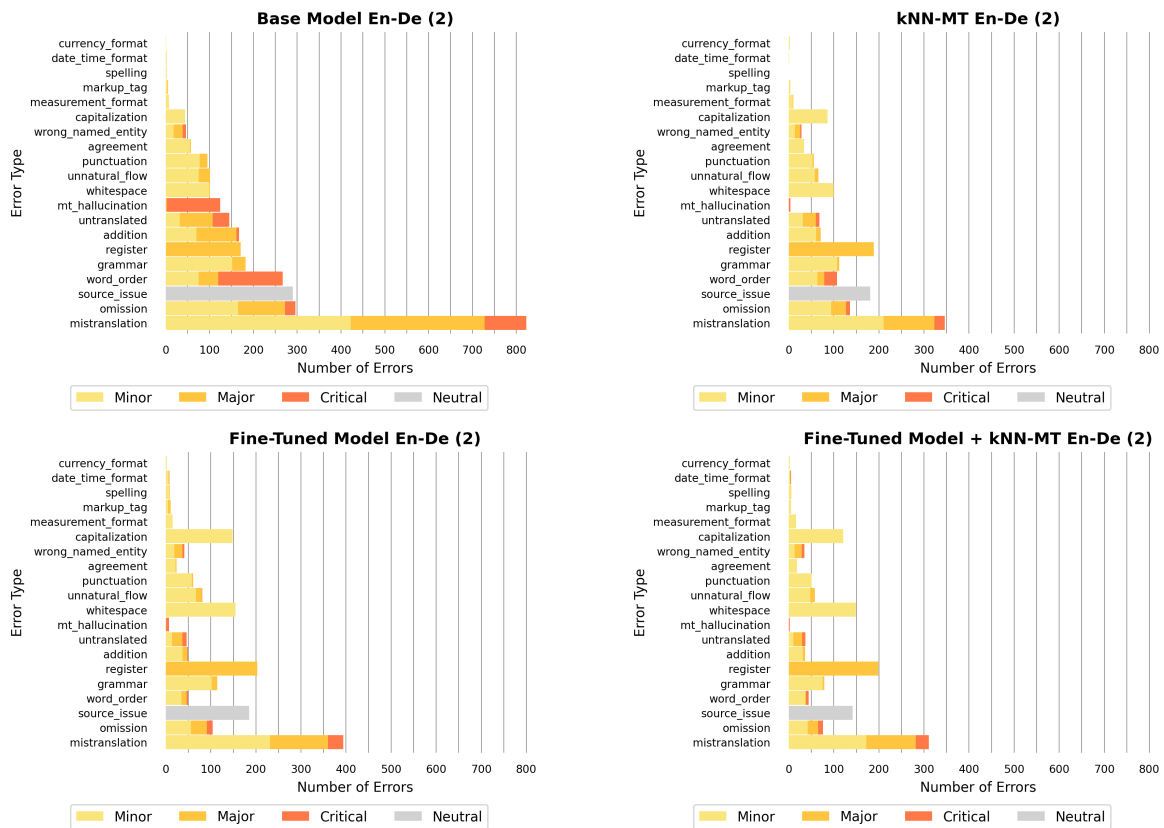 Base Model En-De (2)
Error Type
currency_format
date_time_format
spelling
markup_tag
measurement_format
capitalization
wrong_named_entity
agreement
punctuation
unnatural_flow
whitespace
mt_hallucination
untranslated
addition
register
grammar
word_order
source_issue
omission
mistranslation
0 100 200 300 400 500 600 700 800
Number of Errors
Minor Major Critical Neutral
kNN-MT En-De (2)
Error Type
currency_format
date_time_format
spelling
markup_tag
measurement_format
capitalization
wrong_named_entity
agreement
punctuation
unnatural_flow
whitespace
mt_hallucination
untranslated
addition
register
grammar
word_order
source_issue
omission
mistranslation
0 100 200 300 400 500 600 700 800
Number of Errors
Minor Major Critical Neutral
Fine-Tuned Model En-De (2)
Error Type
currency_format
date_time_format
spelling
markup_tag
measurement_format
capitalization
wrong_named_entity
agreement
punctuation
unnatural_flow
whitespace
mt_hallucination
untranslated
addition
register
grammar
word_order
source_issue
omission
mistranslation
0 100 200 300 400 500 600 700 800
Number of Errors
Minor Major Critical Neutral
Fine-Tuned Model + kNN-MT En-De (2)
Error Type
currency_format
date_time_format
spelling
markup_tag
measurement_format
capitalization
wrong_named_entity
agreement
punctuation
unnatural_flow
whitespace
mt_hallucination
untranslated
addition
register
grammar
word_order
source_issue
omission
mistranslation
0 100 200 300 400 500 600 700 800
Number of Errors
Minor Major Critical Neutral